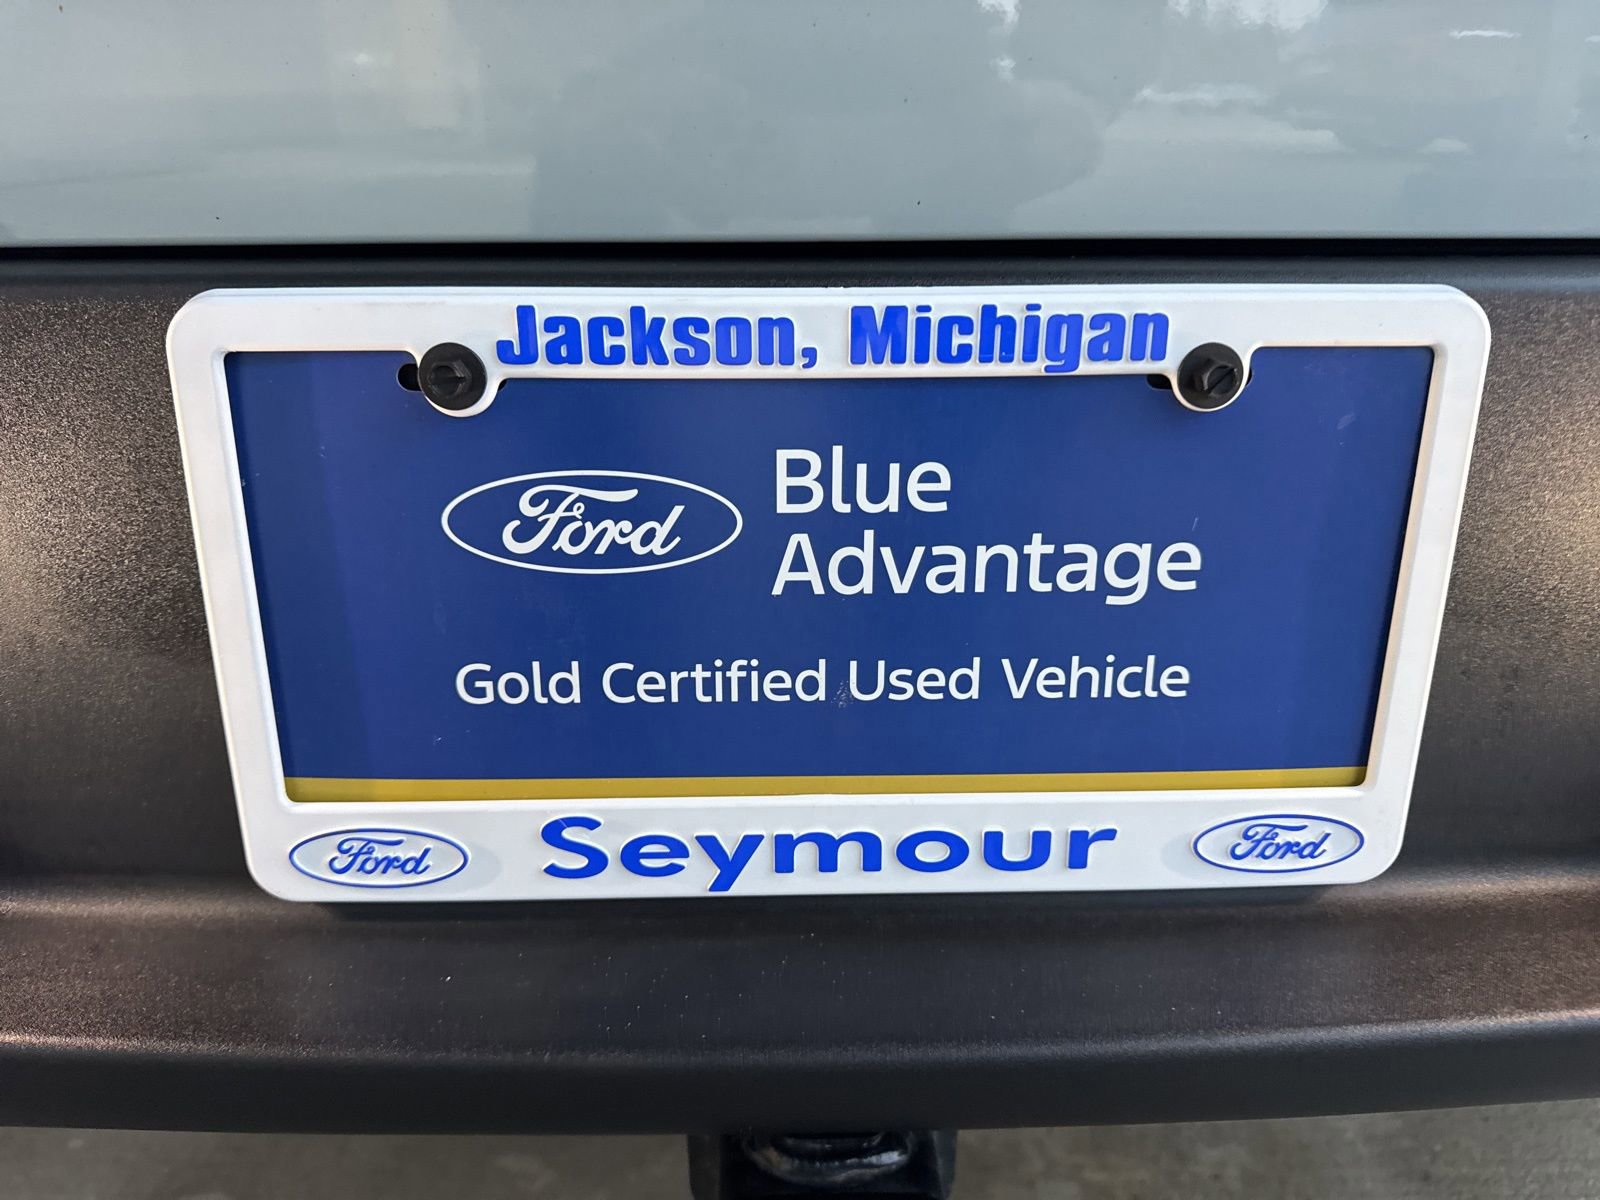 Jackson, Michigan
Ford
Blue
Advantage
Gold Certified Used Vehicle
Ford Seymour Ford